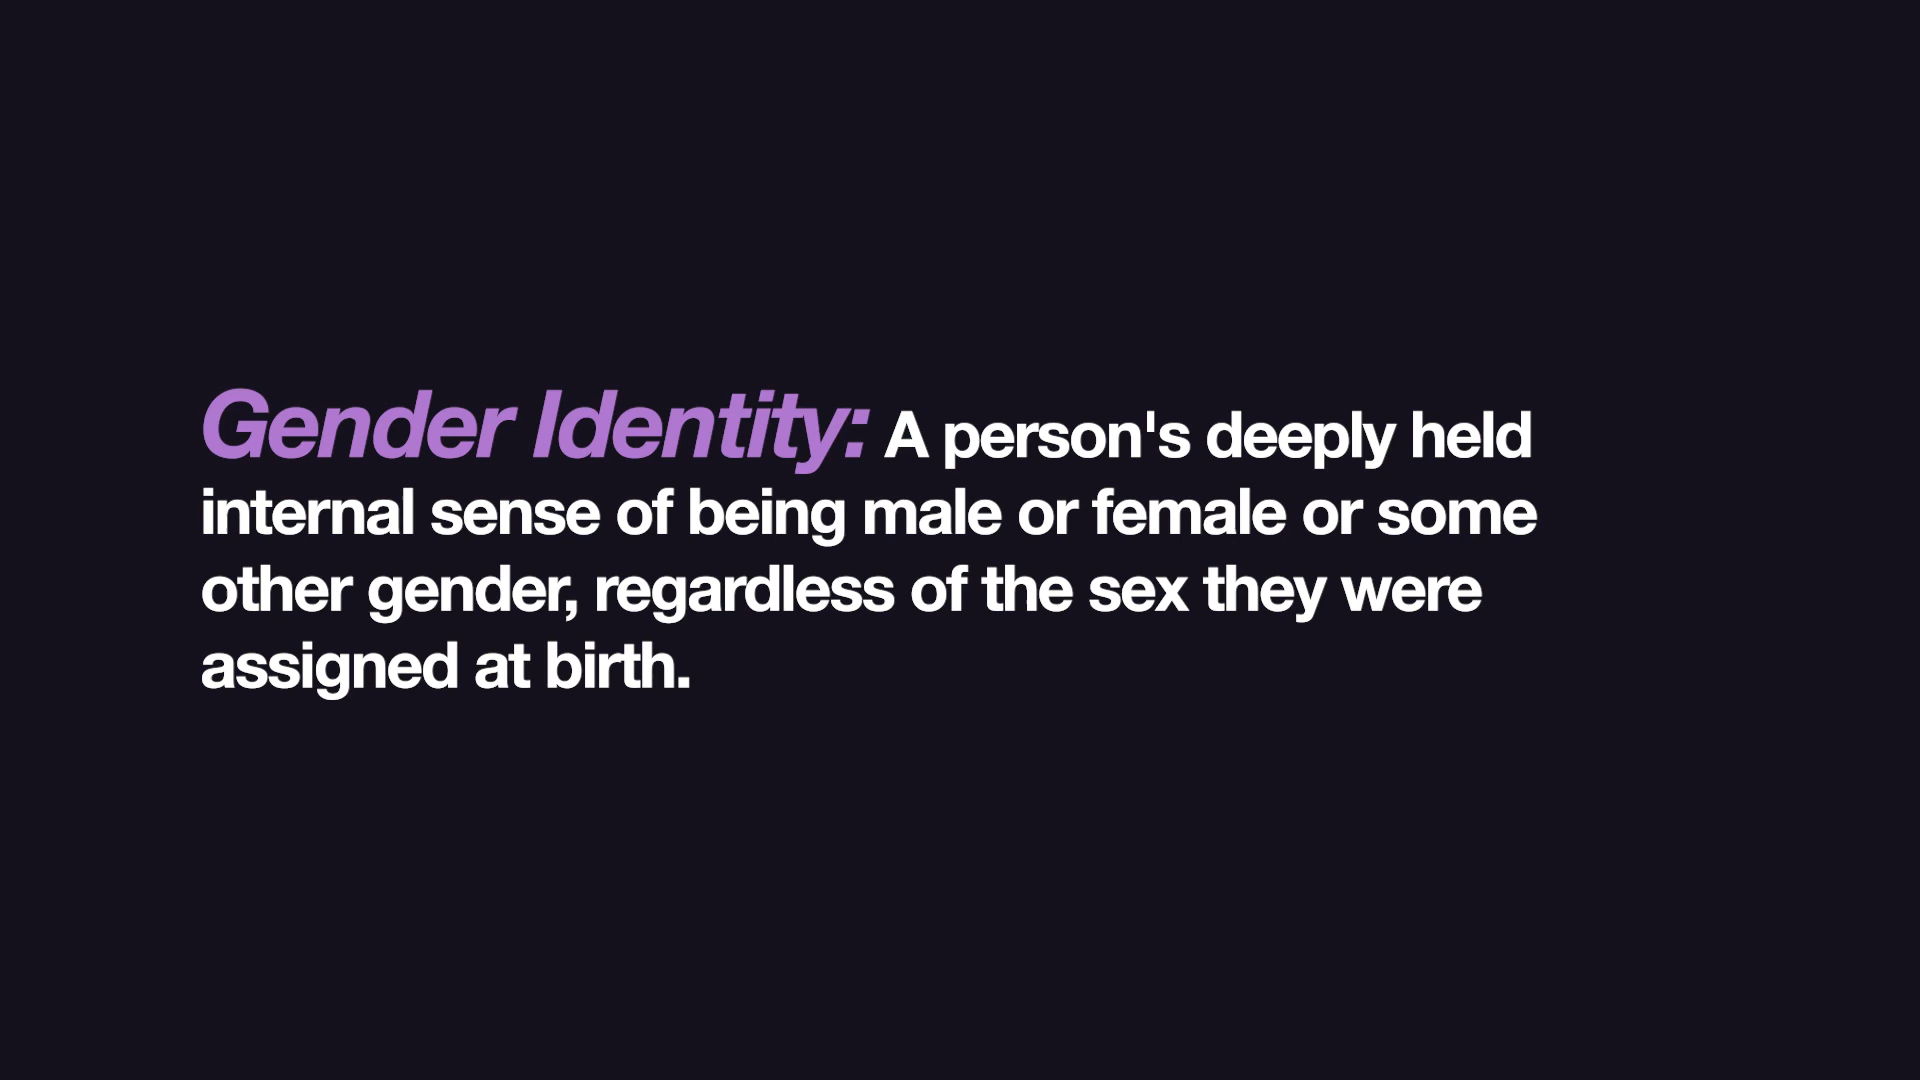 Gender Identity: A person's deeply held
internal sense of being male or female or some
other gender, regardless of the sex they were
assigned at birth.